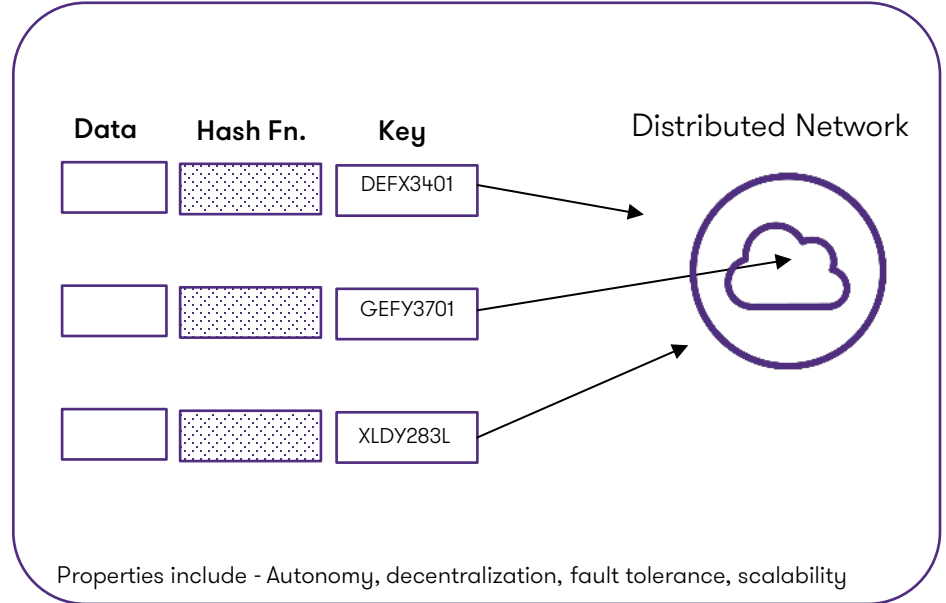 Data
Hash Fn.
Key
Distributed Network
DEFX3401
GEFY3701
XLDY283L
Properties include - Autonomy, decentralization, fault tolerance, scalability